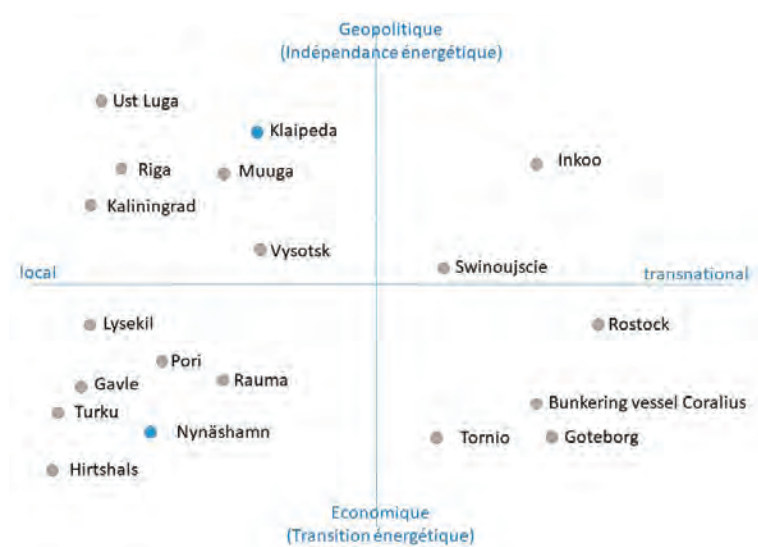 Geopolitique
(Indépendance énergétique)
Ust Luga
Klaipeda
Inkoo
Riga
Muuga
Kaliningrad
Vysotsk
Swinoujscie
local
transnational
Lysekil
Rostock
Pori
Rauma
Gavle
Bunkering vessel Coralius
Turku
Nynäshamn
Tornio
Goteborg
Hirtshals
Economique
(Transition énergétique)